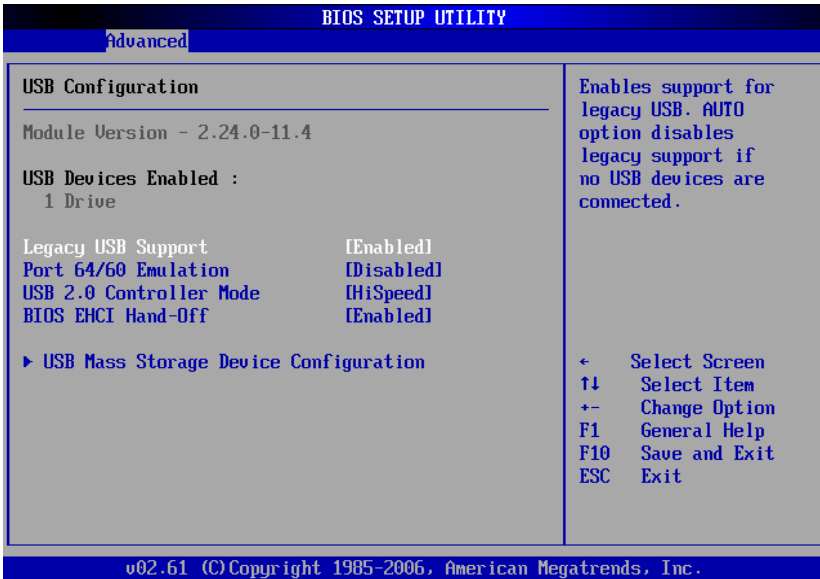 BIOS SETUP UTILITY
Advanced
USB Configuration
Module Version - 2.24.0-11.4
USB Devices Enabled :
1 Drive
Legacy USB Support [Enabled]
Port 64/60 Emulation [Disabled]
USB 2.0 Controller Mode [HiSpeed]
BIOS EHCI Hand-Off [Enabled]
▶ USB Mass Storage Device Configuration
Enables support for
legacy USB. AUTO
option disables
legacy support if
no USB devices are
connected.
← Select Screen
↑↓ Select Item
+- Change Option
F1 General Help
F10 Save and Exit
ESC Exit
v02.61 (C)Copyright 1985-2006, American Megatrends, Inc.